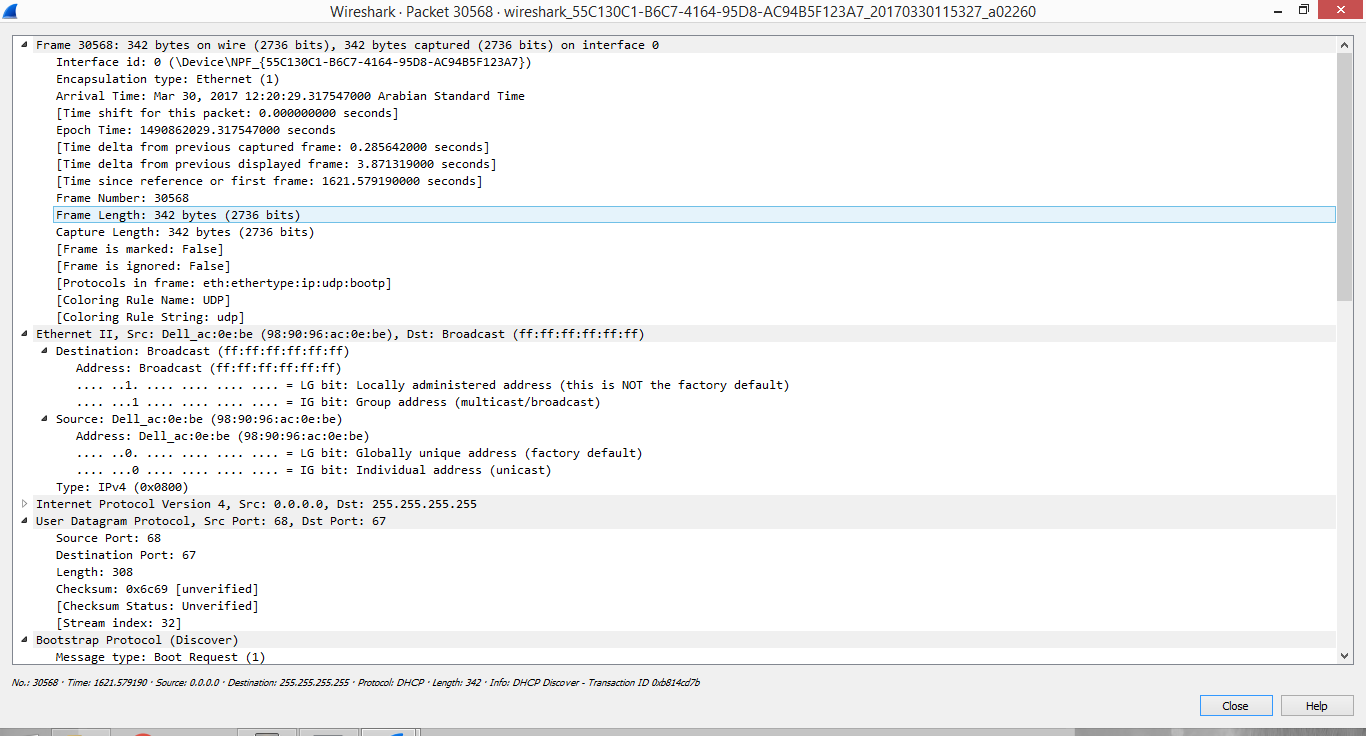 Wireshark · Packet 30568 · wireshark_55C130C1-B6C7-4164-95D8-AC94B5F123A7_20170330115327_a02260
Frame 30568: 342 bytes on wire (2736 bits), 342 bytes captured (2736 bits) on interface 0
Interface id: 0 (\Device\NPF_{55C130C1-B6C7-4164-95D8-AC94B5F123A7})
Encapsulation type: Ethernet (1)
Arrival Time: Mar 30, 2017 12:20:29.317547000 Arabian Standard Time
[Time shift for this packet: 0.000000000 seconds]
Epoch Time: 1490862029.317547000 seconds
[Time delta from previous captured frame: 0.285642000 seconds]
[Time delta from previous displayed frame: 3.871319000 seconds]
[Time since reference or first frame: 1621.579190000 seconds]
Frame Number: 30568
Frame Length: 342 bytes (2736 bits)
Capture Length: 342 bytes (2736 bits)
[Frame is marked: False]
[Frame is ignored: False]
[Protocols in frame: eth:ethertype:ip:udp:bootp]
[Coloring Rule Name: UDP]
[Coloring Rule String: udp]
Ethernet II, Src: Dell_ac:0e:be (98:90:96:ac:0e:be), Dst: Broadcast (ff:ff:ff:ff:ff:ff)
Destination: Broadcast (ff:ff:ff:ff:ff:ff)
Address: Broadcast (ff:ff:ff:ff:ff:ff)
.... ..1. .... .... .... .... = LG bit: Locally administered address (this is NOT the factory default)
.... ...1 .... .... .... .... = IG bit: Group address (multicast/broadcast)
Source: Dell_ac:0e:be (98:90:96:ac:0e:be)
Address: Dell_ac:0e:be (98:90:96:ac:0e:be)
.... ..0. .... .... .... .... = LG bit: Globally unique address (factory default)
.... ...0 .... .... .... .... = IG bit: Individual address (unicast)
Type: IPv4 (0x0800)
Internet Protocol Version 4, Src: 0.0.0.0, Dst: 255.255.255.255
User Datagram Protocol, Src Port: 68, Dst Port: 67
Source Port: 68
Destination Port: 67
Length: 308
Checksum: 0x6c69 [unverified]
[Checksum Status: Unverified]
[Stream index: 32]
Bootstrap Protocol (Discover)
Message type: Boot Request (1)
No.: 30568 · Time: 1621.579190 · Source: 0.0.0.0 · Destination: 255.255.255.255 · Protocol: DHCP · Length: 342 · Info: DHCP Discover - Transaction ID 0xb814cd7b
Close Help